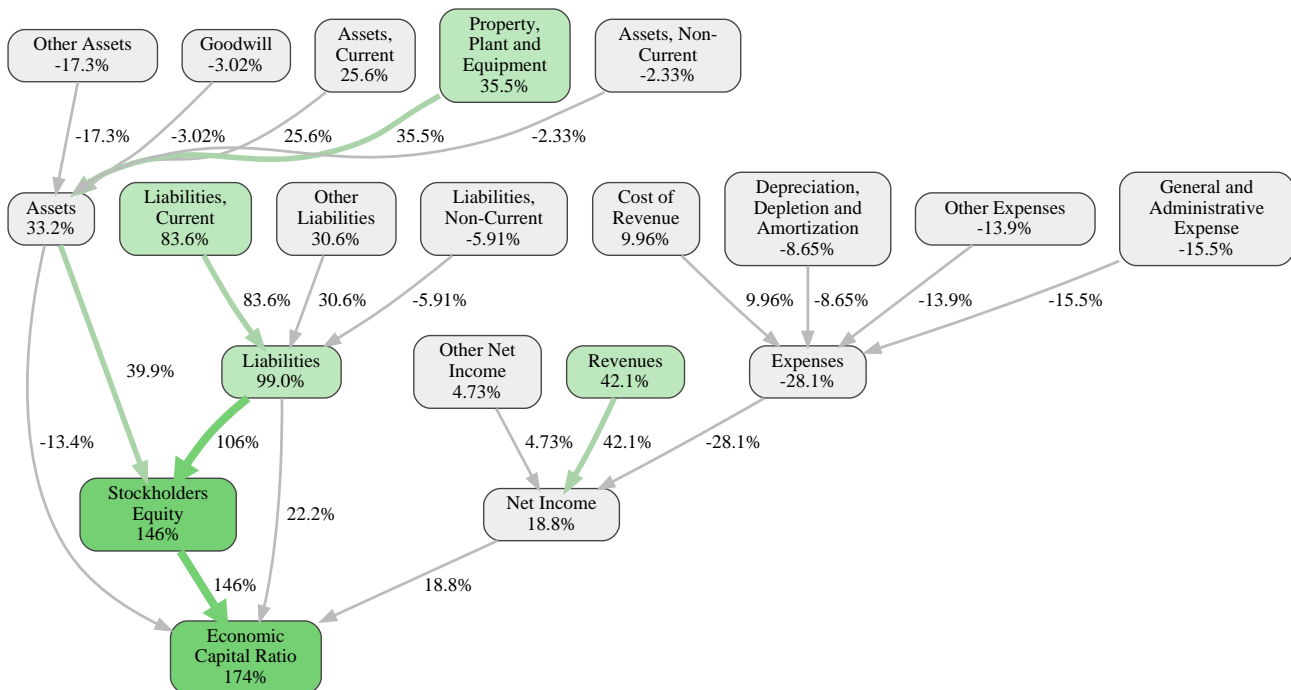 Other Assets
-17.3%
Goodwill
-3.02%
Assets,
Current
25.6%
Property,
Plant and
Equipment
35.5%
Assets, Non-
Current
-2.33%
-17.3%
-3.02%
25.6%
35.5%
-2.33%
Assets
33.2%
Liabilities,
Current
83.6%
Other
Liabilities
30.6%
Liabilities,
Non-Current
-5.91%
Cost of
Revenue
9.96%
Depreciation,
Depletion and
Amortization
-8.65%
Other Expenses
-13.9%
General and
Administrative
Expense
-15.5%
83.6%
30.6%
-5.91%
9.96%
-8.65%
-13.9%
-15.5%
39.9%
Liabilities
99.0%
Other Net
Income
4.73%
Revenues
42.1%
Expenses
-28.1%
-13.4%
106%
4.73%
42.1%
-28.1%
Stockholders
Equity
146%
22.2%
Net Income
18.8%
146%
18.8%
Economic
Capital Ratio
174%